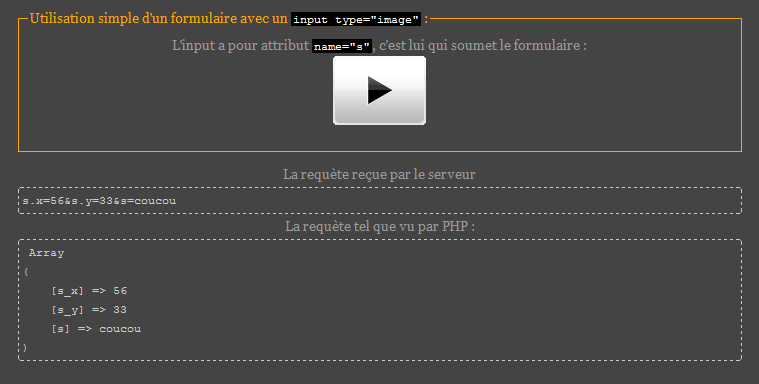 Utilisation simple d'un formulaire avec un input type="image" :
L'input a pour attribut name="s", c'est lui qui soumet le formulaire :
La requète reçue par le serveur
s.x=56&s.y=33&s=coucou
La requète tel que vu par PHP :
Array
(
[s_x] => 56
[s_y] => 33
[s] => coucou
)